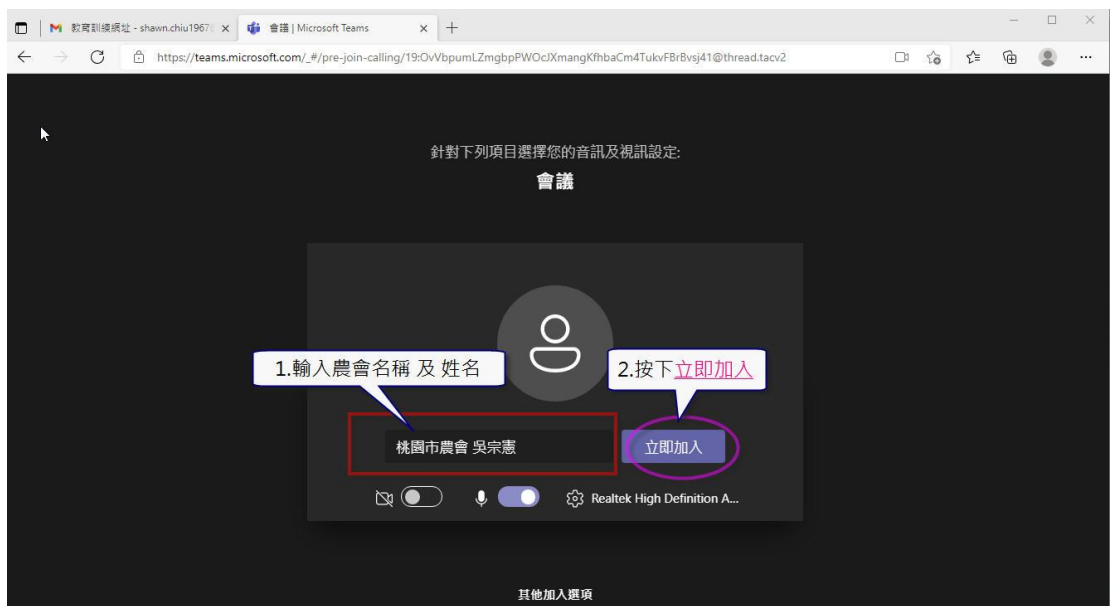 教育訓練網址 - shawn.chiu1967
會議 | Microsoft Teams
https://teams.microsoft.com/_#/pre-join-calling/19:OvVbpumLZmgbpPWOcJXmangKfhbaCm4TukvFBrBvsj41@thread.tacv2
針對下列項目選擇您的音訊及視訊設定:
會議
1.輸入農會名稱 及 姓名
2.按下立即加入
桃園市農會 吳宗憲
立即加入
Realtek High Definition A...
其他加入選項